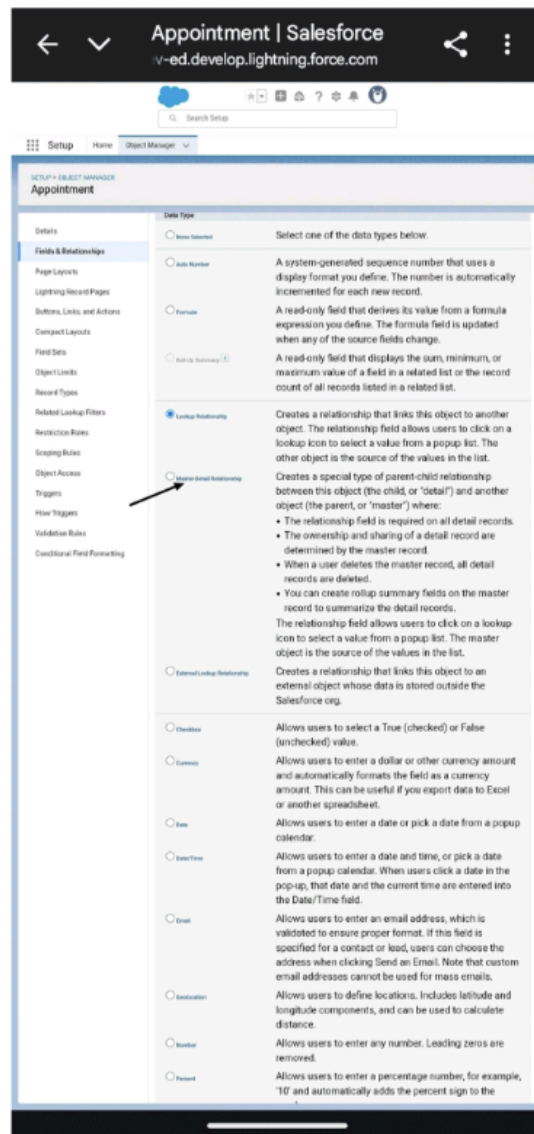 Appointment | Salesforce
v-ed.develop.lightning.force.com
Search Setup
Setup Home Object Manager
SETUP > OBJECT MANAGER
Appointment
Details
Fields & Relationships
Page Layouts
Lightning Record Pages
Buttons, Links, and Actions
Compact Layouts
Field Sets
Object Limits
Record Types
Related Lookup Filters
Restriction Rules
Scoping Rules
Object Access
Triggers
Flow Triggers
Validation Rules
Conditional Field Formatting
Data Type
None Selected
Select one of the data types below.
Auto Number
A system-generated sequence number that uses a
display format you define. The number is automatically
incremented for each new record.
Formula
A read-only field that derives its value from a formula
expression you define. The formula field is updated
when any of the source fields change.
Roll-Up Summary
A read-only field that displays the sum, minimum, or
maximum value of a field in a related list or the record
count of all records listed in a related list.
Lookup Relationship
Creates a relationship that links this object to another
object. The relationship field allows users to click on a
lookup icon to select a value from a popup list. The
other object is the source of the values in the list.
Master-Detail Relationship
Creates a special type of parent-child relationship
between this object (the child, or "detail") and another
object (the parent, or "master") where:
• The relationship field is required on all detail records.
• The ownership and sharing of a detail record are
determined by the master record.
• When a user deletes the master record, all detail
records are deleted.
• You can create rollup summary fields on the master
record to summarize the detail records.
The relationship field allows users to click on a lookup
icon to select a value from a popup list. The master
object is the source of the values in the list.
External Lookup Relationship
Creates a relationship that links this object to an
external object whose data is stored outside the
Salesforce org.
Checkbox
Allows users to select a True (checked) or False
(unchecked) value.
Currency
Allows users to enter a dollar or other currency amount
and automatically formats the field as a currency
amount. This can be useful if you export data to Excel
or another spreadsheet.
Date
Allows users to enter a date or pick a date from a popup
calendar.
Date/Time
Allows users to enter a date and time, or pick a date
from a popup calendar. When users click a date in the
pop-up, that date and the current time are entered into
the Date/Time field.
Email
Allows users to enter an email address, which is
validated to ensure proper format. If this field is
specified for a contact or lead, users can choose the
address when clicking Send an Email. Note that custom
email addresses cannot be used for mass emails.
Geolocation
Allows users to define locations. Includes latitude and
longitude components, and can be used to calculate
distance.
Number
Allows users to enter any number. Leading zeros are
removed.
Percent
Allows users to enter a percentage number, for example,
'10' and automatically adds the percent sign to the